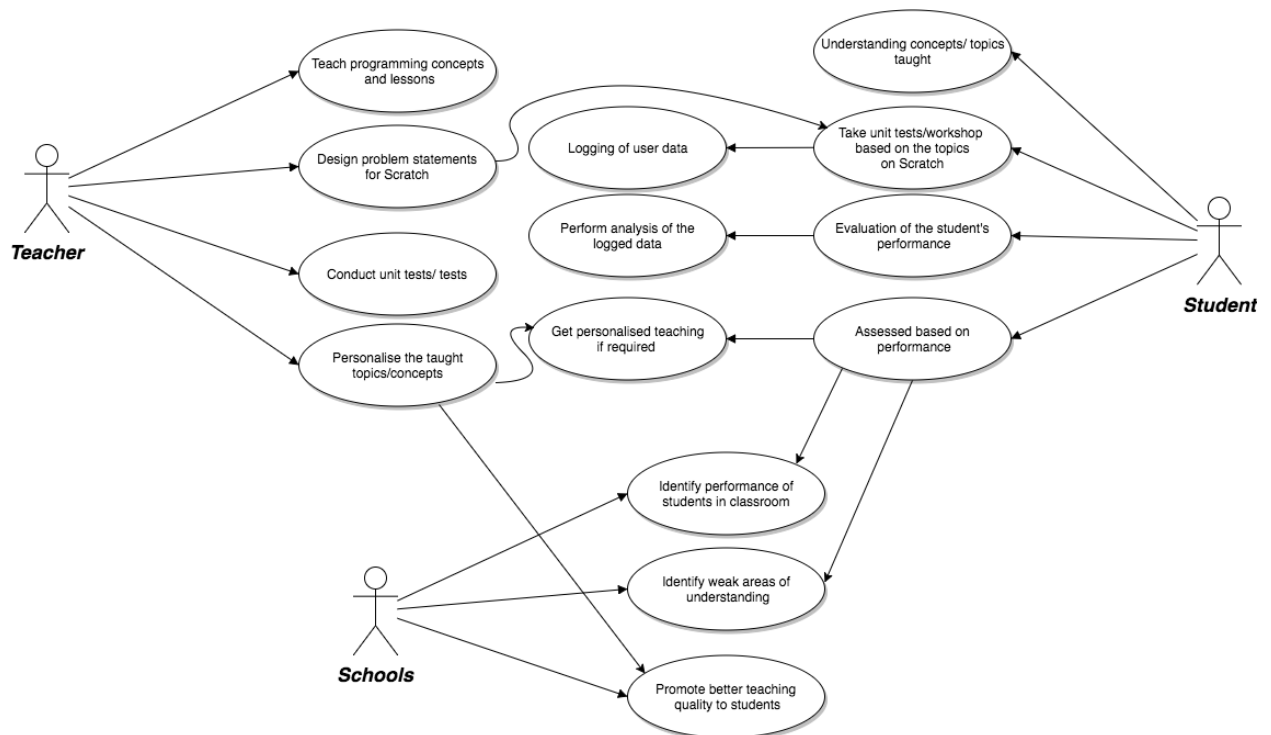 Teach programming concepts
and lessons
Design problem statements
for Scratch
Conduct unit tests/ tests
Personalise the taught
topics/concepts
Teacher
Understanding concepts/ topics
taught
Logging of user data
Take unit tests/workshop
based on the topics
on Scratch
Perform analysis of the
logged data
Evaluation of the student's
performance
Get personalised teaching
if required
Assessed based on
performance
Student
Identify performance of
students in classroom
Identify weak areas of
understanding
Promote better teaching
quality to students
Schools